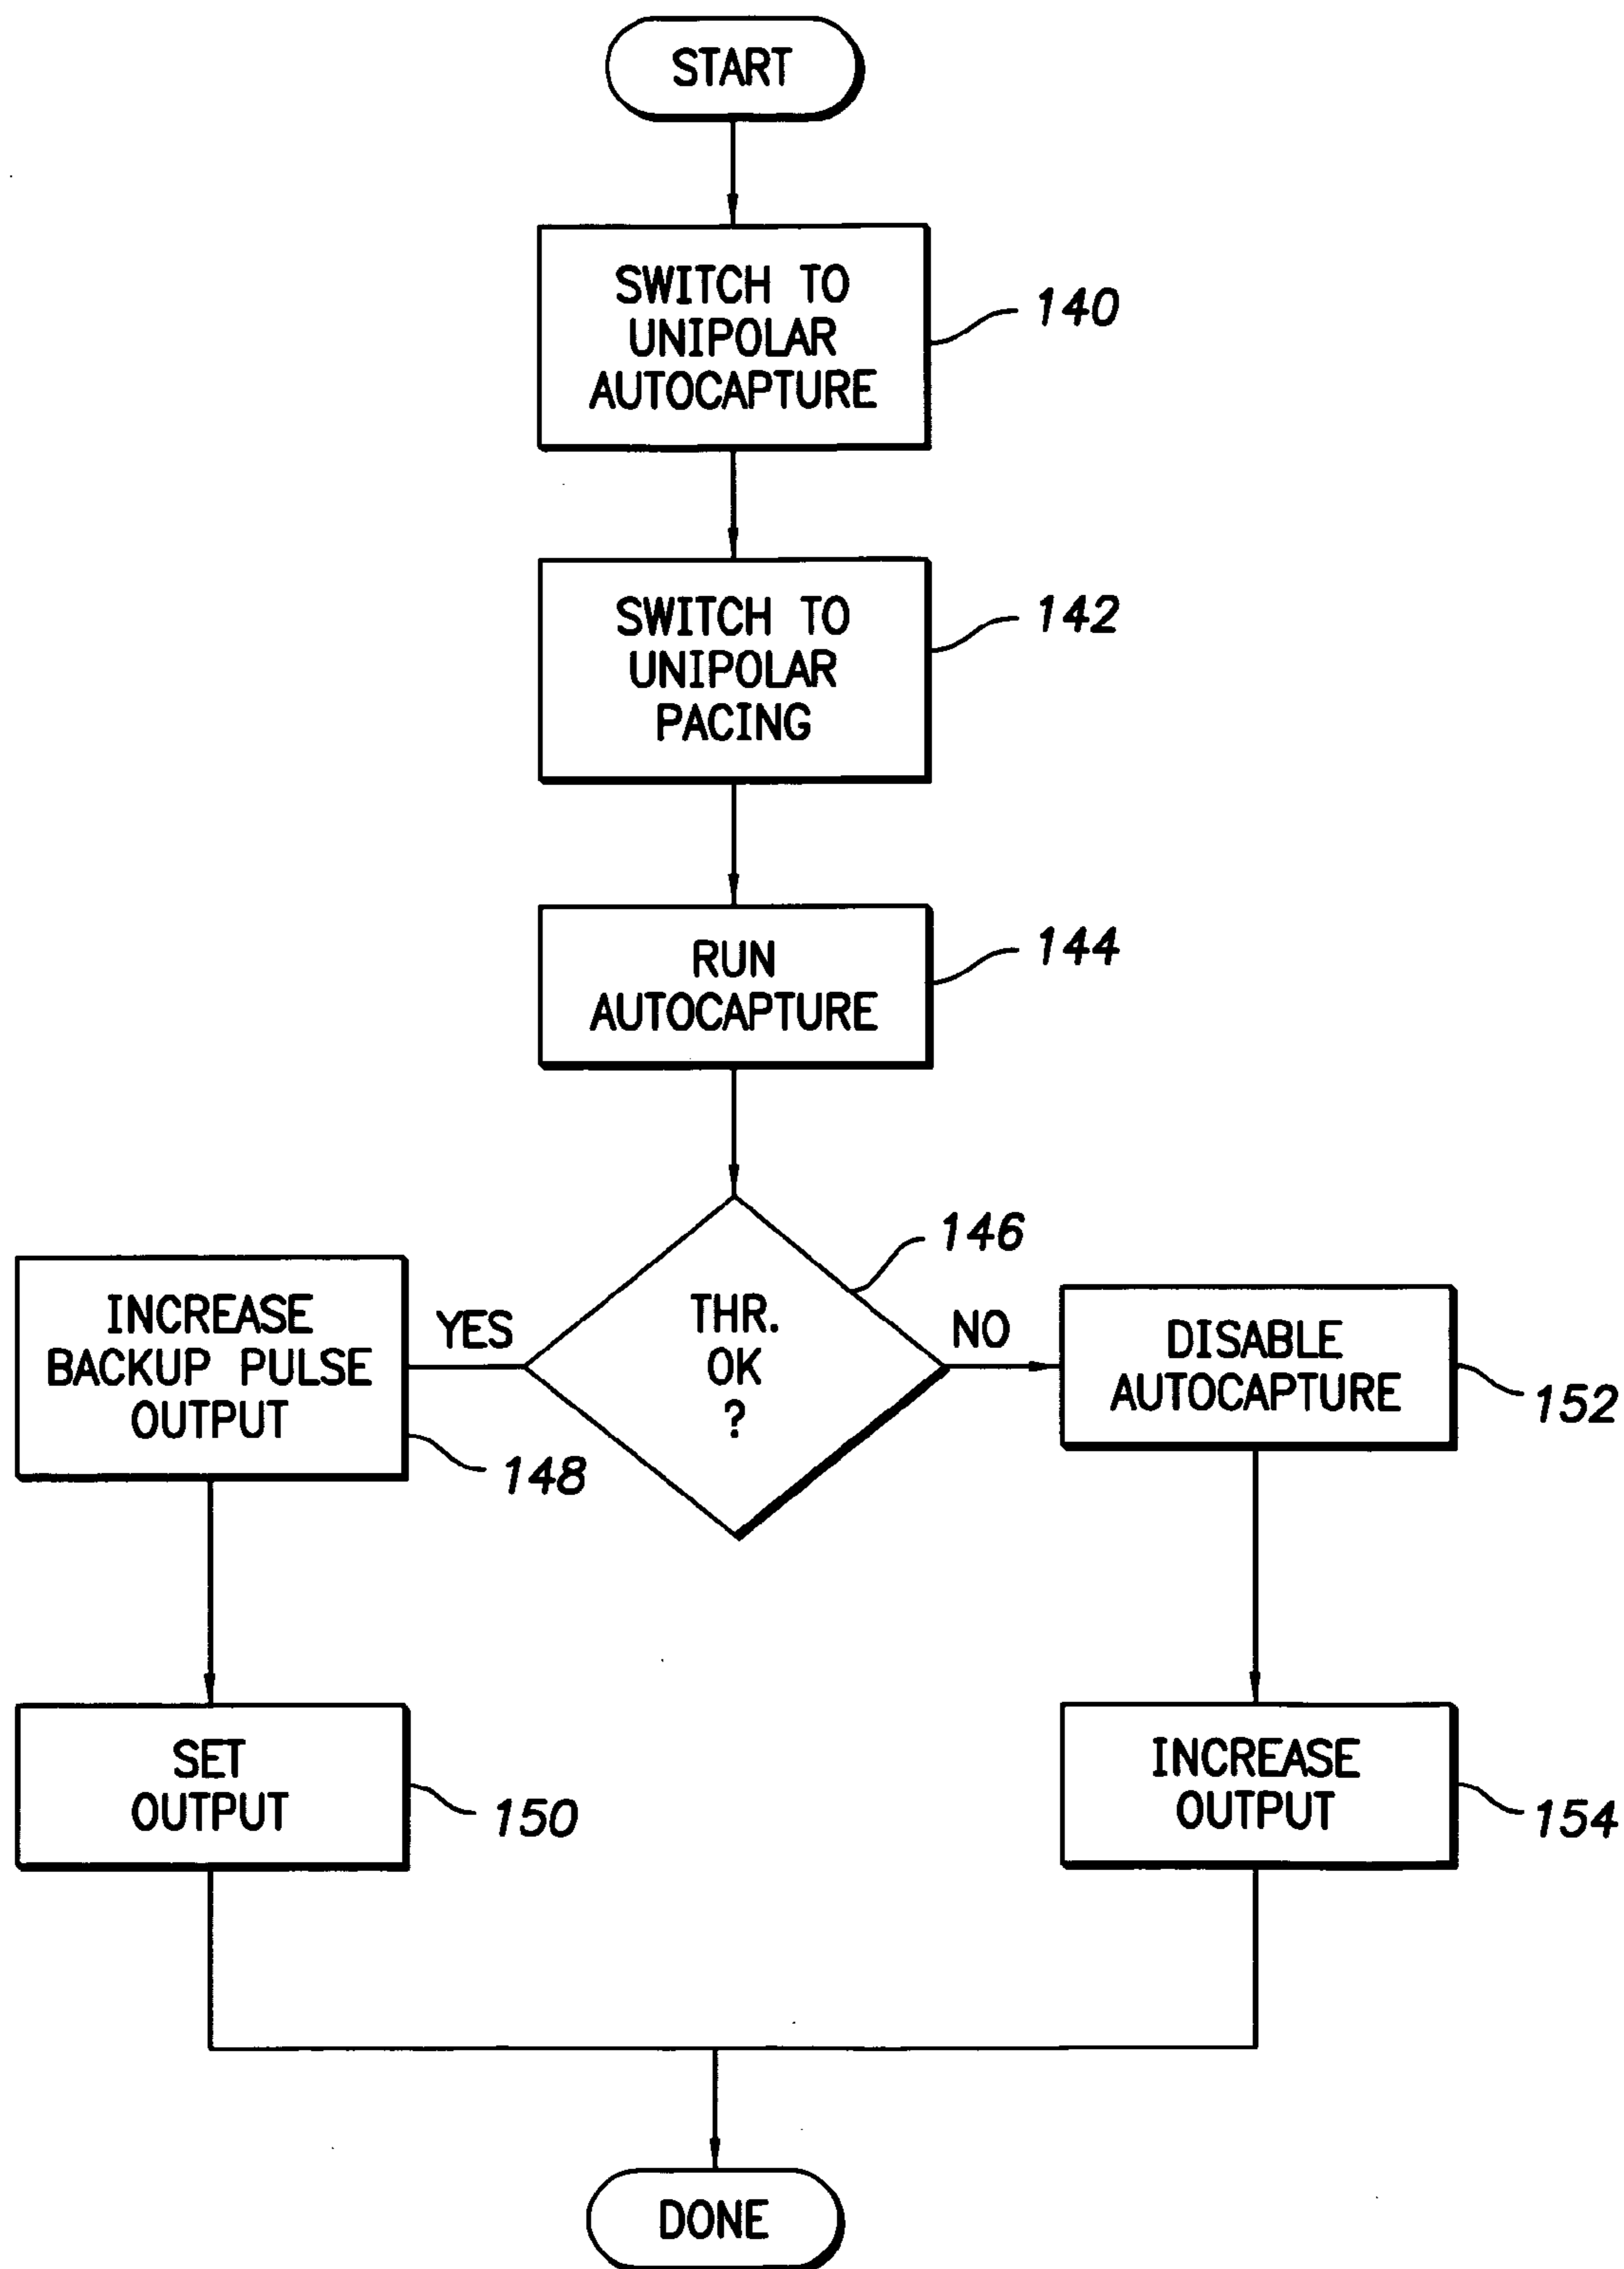 START
SWITCH TO
UNIPOLAR
AUTOCAPTURE
140
SWITCH TO
UNIPOLAR
PACING
142
RUN
AUTOCAPTURE
144
THR.
OK
?
146
YES
NO
INCREASE
BACKUP PULSE
OUTPUT
148
DISABLE
AUTOCAPTURE
152
SET
OUTPUT
150
INCREASE
OUTPUT
154
DONE